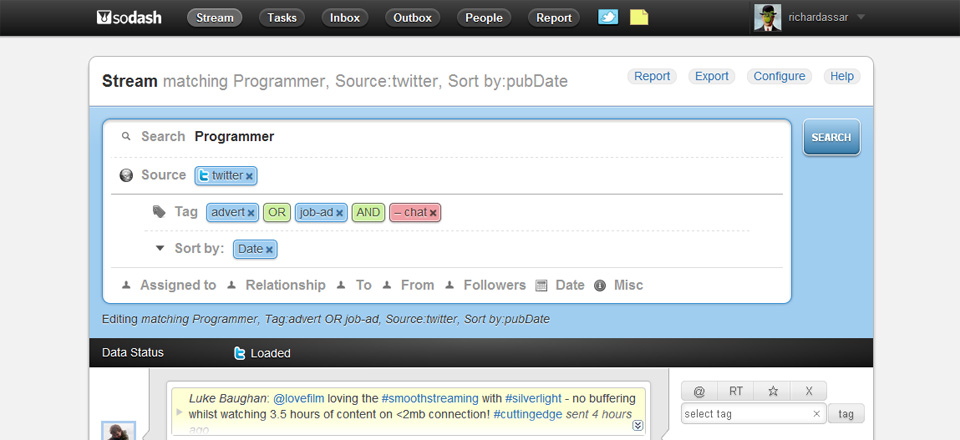 sodash Stream Tasks Inbox Outbox People Report richardassar
Stream matching Programmer, Source:twitter, Sort by:pubDate Report Export Configure Help
Search Programmer SEARCH
Source twitter x
Tag advert x OR job-ad x AND – chat x
Sort by: Date x
Assigned to Relationship To From Followers Date Misc
Editing matching Programmer, Tag:advert OR job-ad, Source:twitter, Sort by:pubDate
Data Status Loaded
@ RT X
Luke Baughan: @lovefilm loving the #smoothstreaming with #silverlight - no buffering
whilst watching 3.5 hours of content on <2mb connection! #cuttingedge sent 4 hours
ago
select tag x tag